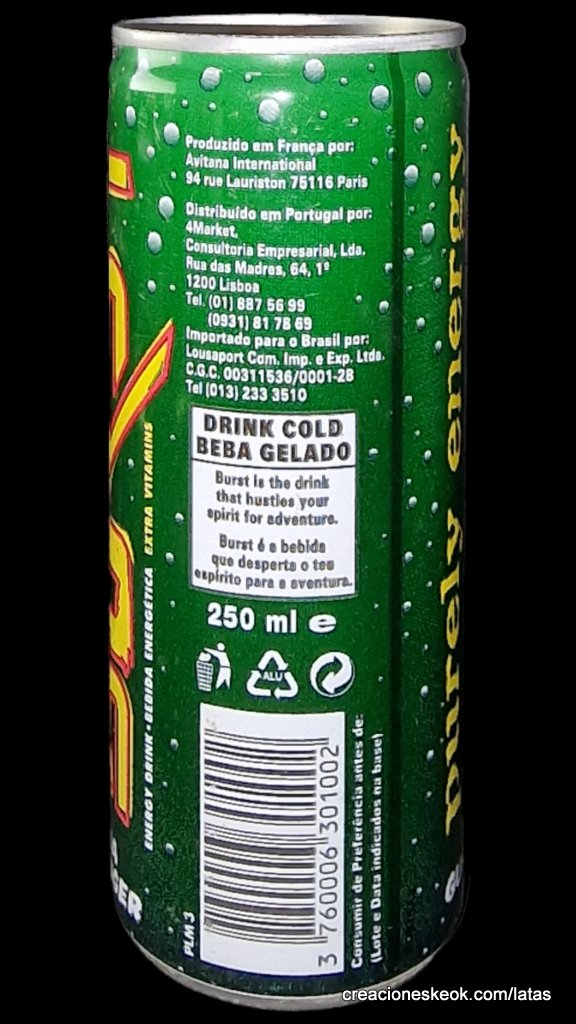 Produzido em França por:
Avitana International
94 rue Lauriston 75116 Paris
Distribuído em Portugal por:
4Market,
Consultoria Empresarial, Lda.
Rua das Madres, 64, 1º
1200 Lisboa
Tel. (01) 887 56 99
(0931) 81 78 69
Importado para o Brasil por:
Lousaport Com. Imp. e Exp. Ltda.
C.G.C. 00311536/0001-28
Tel (013) 233 3510
DRINK COLD
BEBA GELADO
Burst is the drink
that hustles your
spirit for adventure.
Burst é a bebida
que desperta o teu
espírito para a aventura.
250 ml e
ALU
3 760006 301002
PLM 3
Consumir de Preferência antes de:
(Lote e Data indicados na base)
ENERGY DRINK • BEBIDA ENERGÉTICA EXTRA VITAMINS
purely energy
creacioneskeok.com/latas